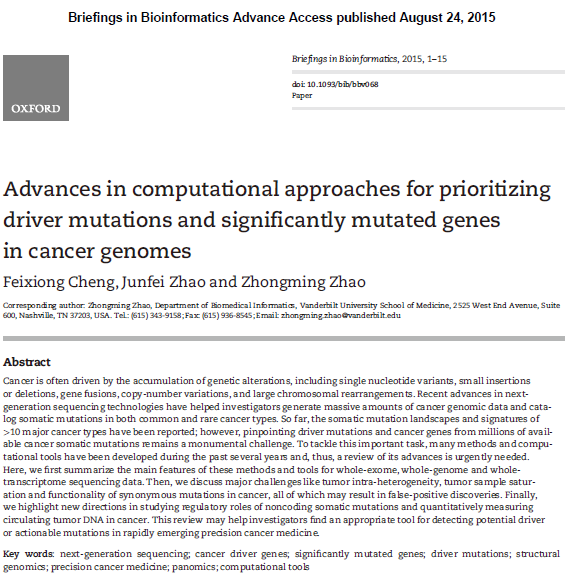 Briefings in Bioinformatics Advance Access published August 24, 2015
Briefings in Bioinformatics, 2015, 1–15
doi: 10.1093/bib/bbv068
Paper
OXFORD
Advances in computational approaches for prioritizing
driver mutations and significantly mutated genes
in cancer genomes
Feixiong Cheng, Junfei Zhao and Zhongming Zhao
Corresponding author: Zhongming Zhao, Department of Biomedical Informatics, Vanderbilt University School of Medicine, 2525 West End Avenue, Suite
600, Nashville, TN 37203, USA. Tel.: (615) 343-9158; Fax: (615) 936-8545; Email: zhongming.zhao@vanderbilt.edu
Abstract
Cancer is often driven by the accumulation of genetic alterations, including single nucleotide variants, small insertions
or deletions, gene fusions, copy-number variations, and large chromosomal rearrangements. Recent advances in next-
generation sequencing technologies have helped investigators generate massive amounts of cancer genomic data and cata-
log somatic mutations in both common and rare cancer types. So far, the somatic mutation landscapes and signatures of
>10 major cancer types have been reported; however, pinpointing driver mutations and cancer genes from millions of avail-
able cancer somatic mutations remains a monumental challenge. To tackle this important task, many methods and compu-
tational tools have been developed during the past several years and, thus, a review of its advances is urgently needed.
Here, we first summarize the main features of these methods and tools for whole-exome, whole-genome and whole-
transcriptome sequencing data. Then, we discuss major challenges like tumor intra-heterogeneity, tumor sample satur-
ation and functionality of synonymous mutations in cancer, all of which may result in false-positive discoveries. Finally,
we highlight new directions in studying regulatory roles of noncoding somatic mutations and quantitatively measuring
circulating tumor DNA in cancer. This review may help investigators find an appropriate tool for detecting potential driver
or actionable mutations in rapidly emerging precision cancer medicine.
Key words: next-generation sequencing; cancer driver genes; significantly mutated genes; driver mutations; structural
genomics; precision cancer medicine; panomics; computational tools